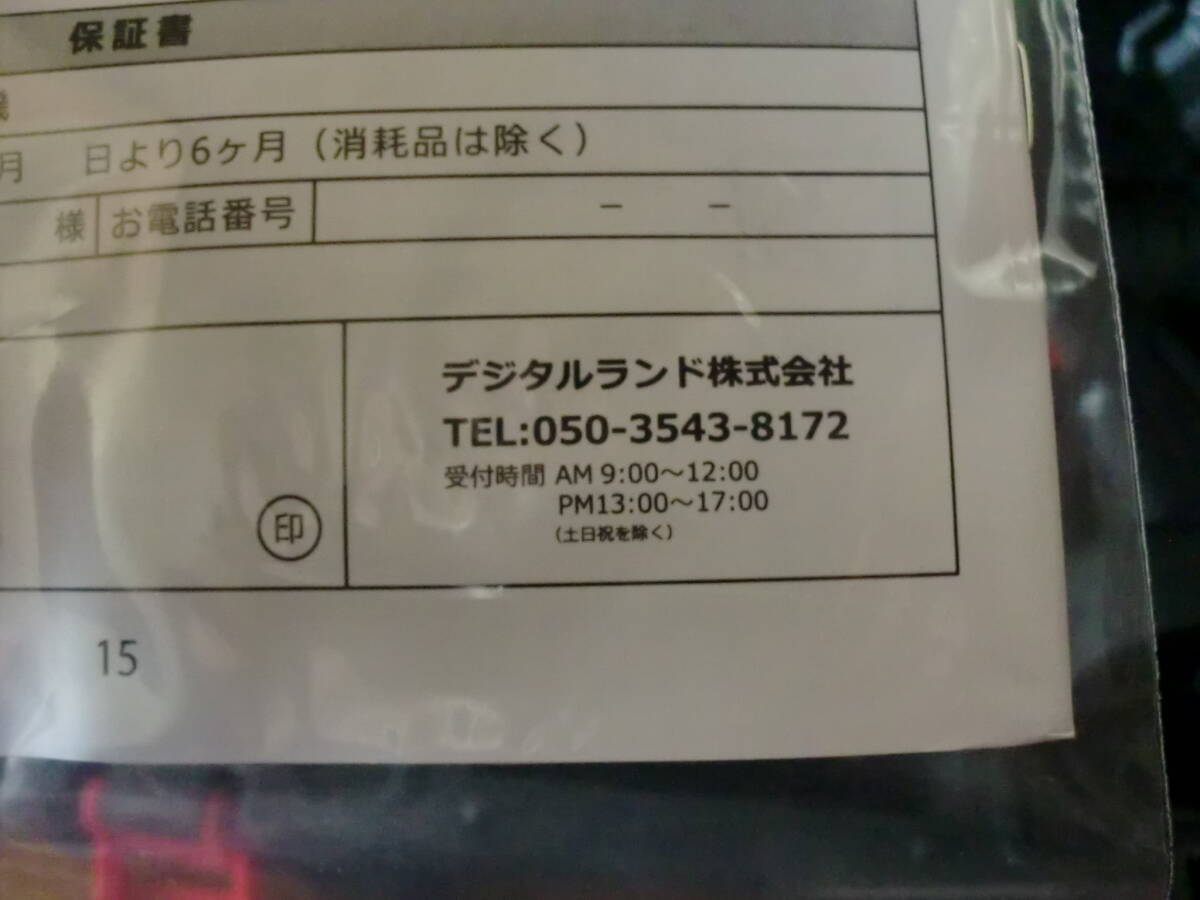 保証書
月 日より6ヶ月（消耗品は除く）
様 お電話番号 － －
デジタルランド株式会社
TEL:050-3543-8172
受付時間 AM 9:00～12:00
PM13:00～17:00
（土日祝を除く）
印
15